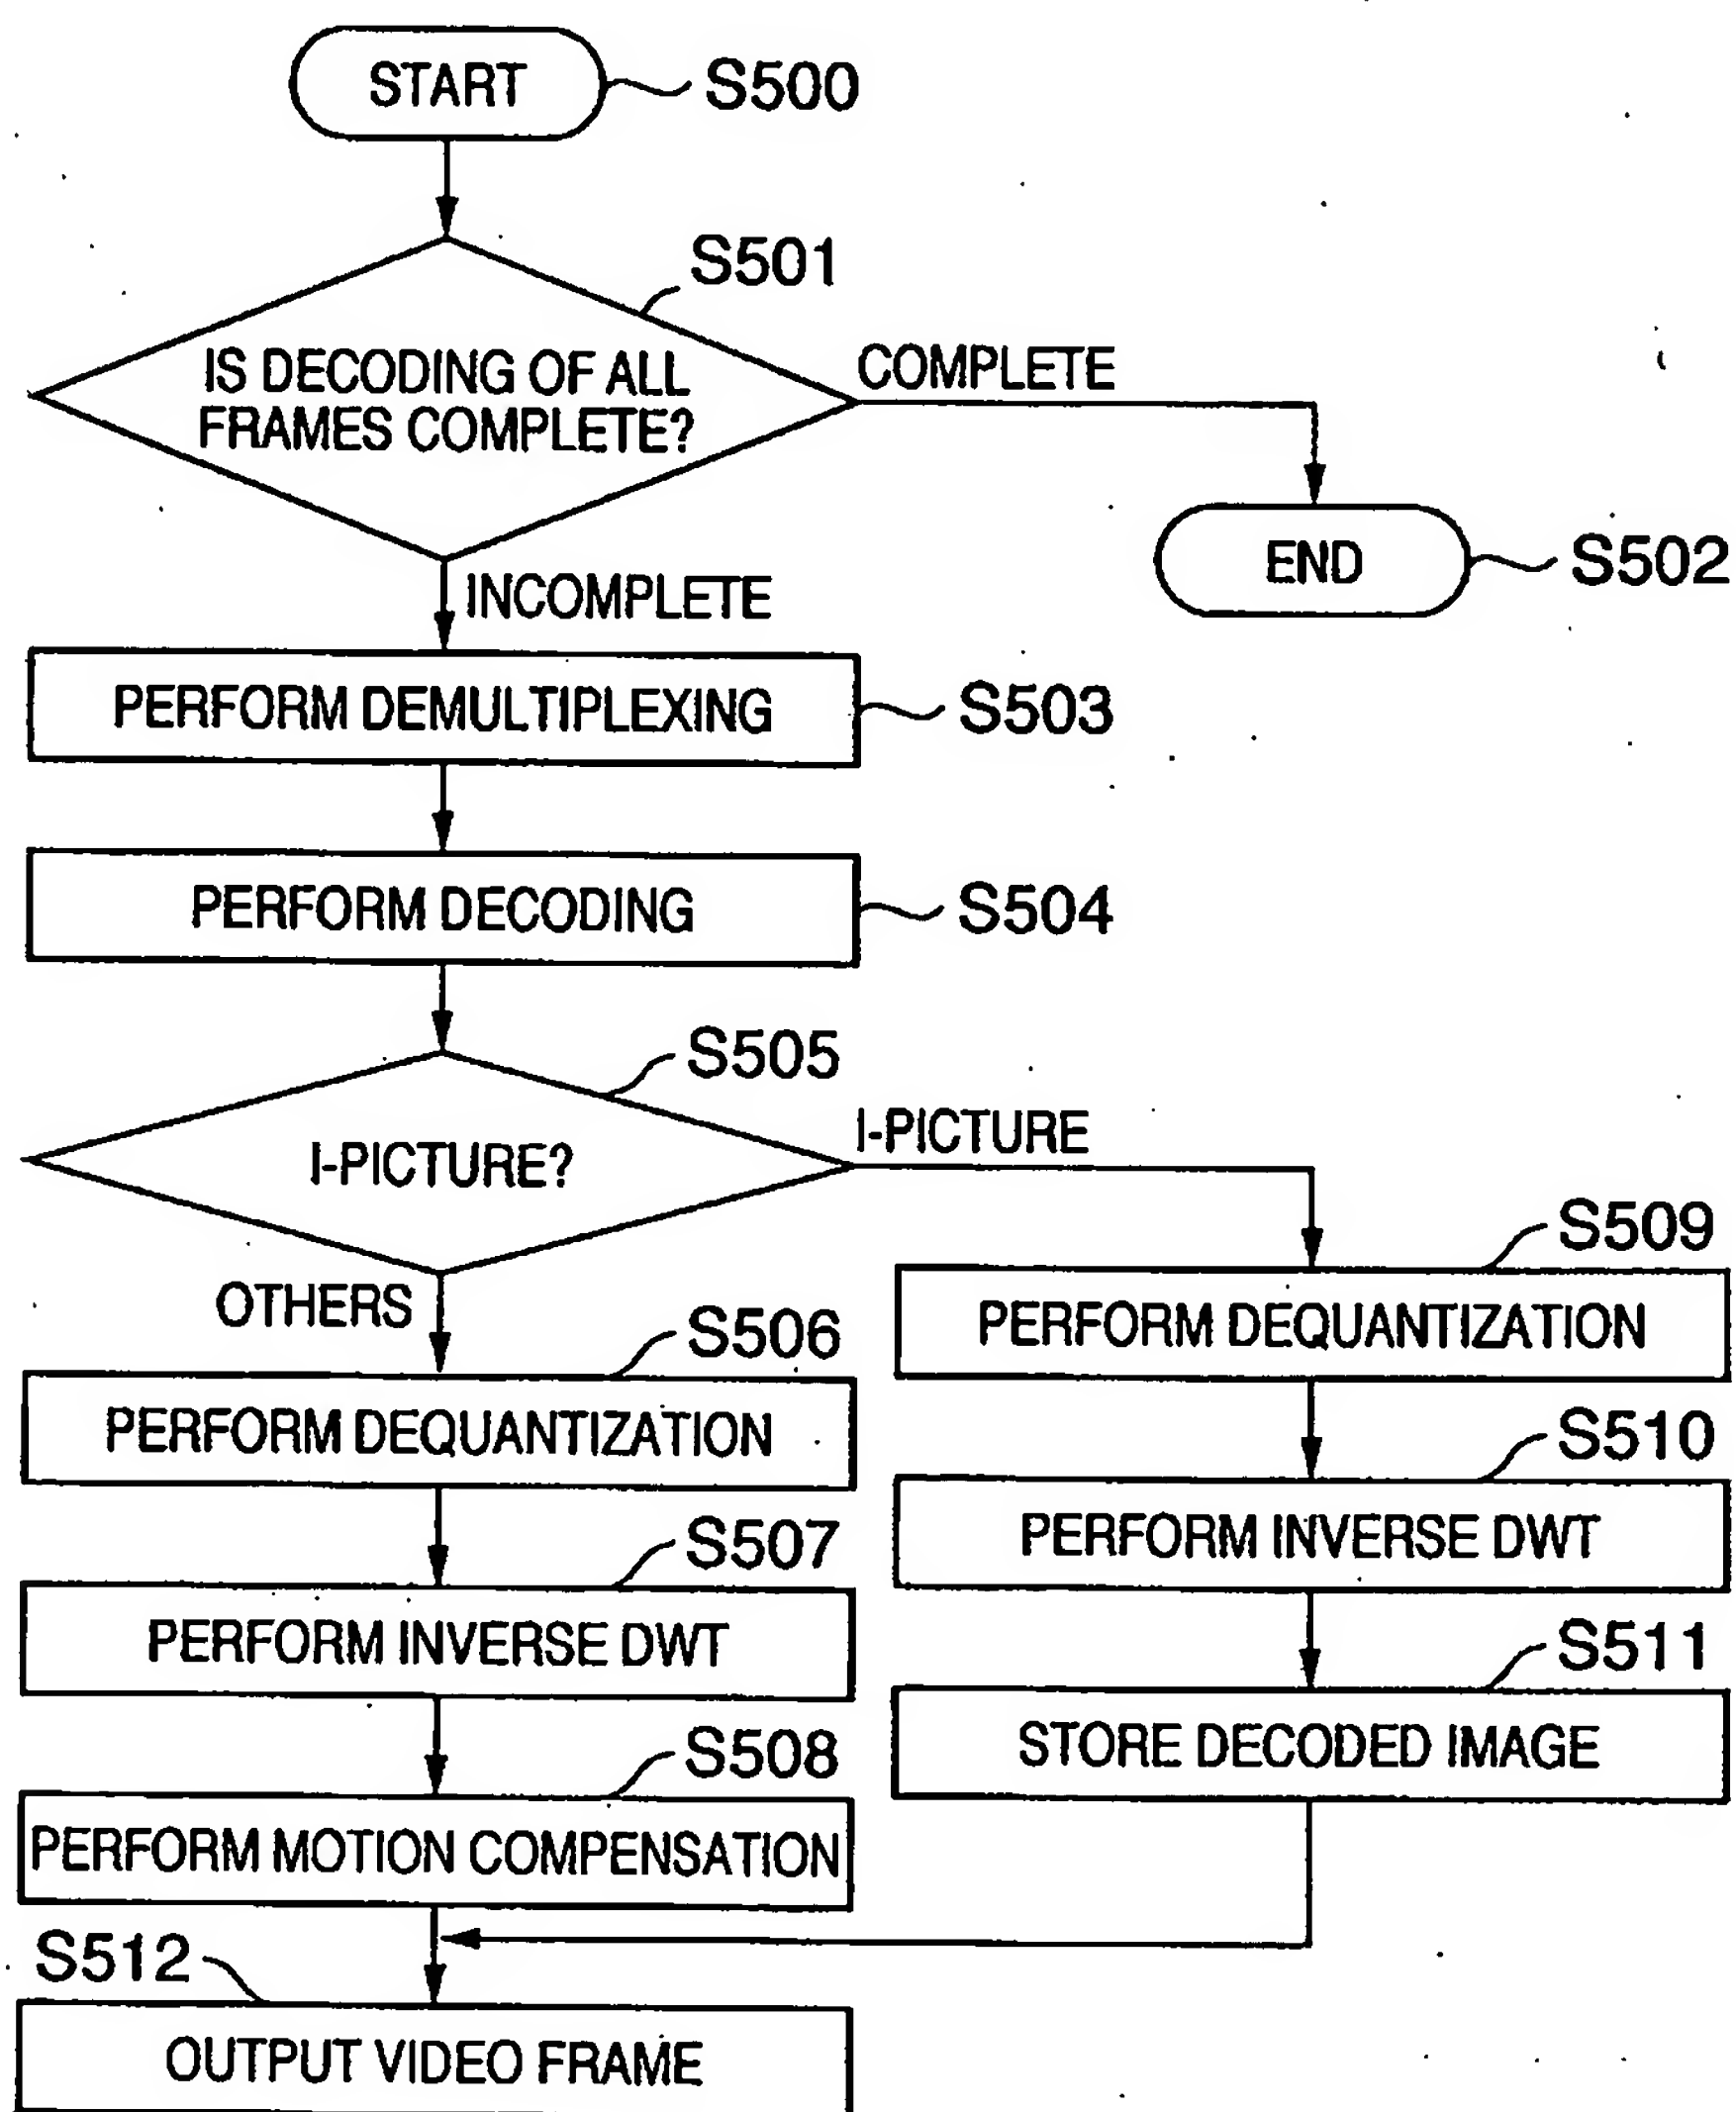 START
S500
S501
IS DECODING OF ALL
FRAMES COMPLETE?
COMPLETE
END
S502
INCOMPLETE
PERFORM DEMULTIPLEXING
S503
PERFORM DECODING
S504
S505
I-PICTURE?
I-PICTURE
OTHERS
S506
PERFORM DEQUANTIZATION
S507
PERFORM INVERSE DWT
S508
PERFORM MOTION COMPENSATION
S509
PERFORM DEQUANTIZATION
S510
PERFORM INVERSE DWT
S511
STORE DECODED IMAGE
S512
OUTPUT VIDEO FRAME